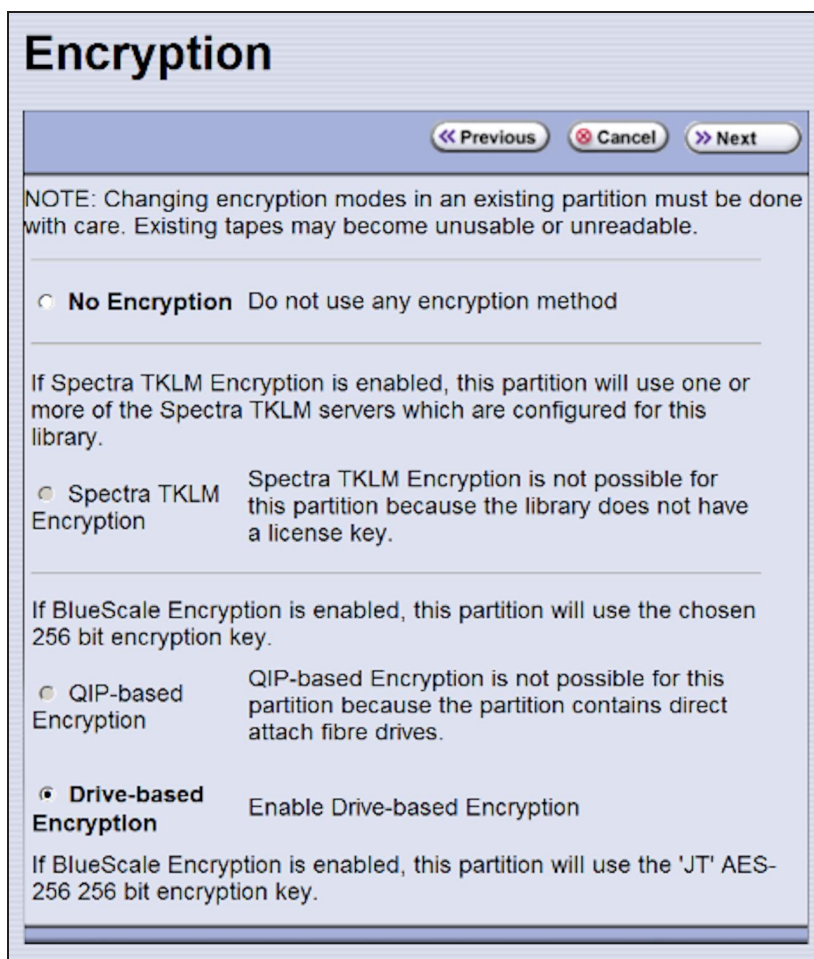 Encryption
Previous
Cancel
Next
NOTE: Changing encryption modes in an existing partition must be done
with care. Existing tapes may become unusable or unreadable.
No Encryption Do not use any encryption method
If Spectra TKLM Encryption is enabled, this partition will use one or
more of the Spectra TKLM servers which are configured for this
library.
Spectra TKLM
Encryption
Spectra TKLM Encryption is not possible for
this partition because the library does not have
a license key.
If BlueScale Encryption is enabled, this partition will use the chosen
256 bit encryption key.
QIP-based
Encryption
QIP-based Encryption is not possible for this
partition because the partition contains direct
attach fibre drives.
Drive-based
Encryption
Enable Drive-based Encryption
If BlueScale Encryption is enabled, this partition will use the 'JT' AES-
256 256 bit encryption key.